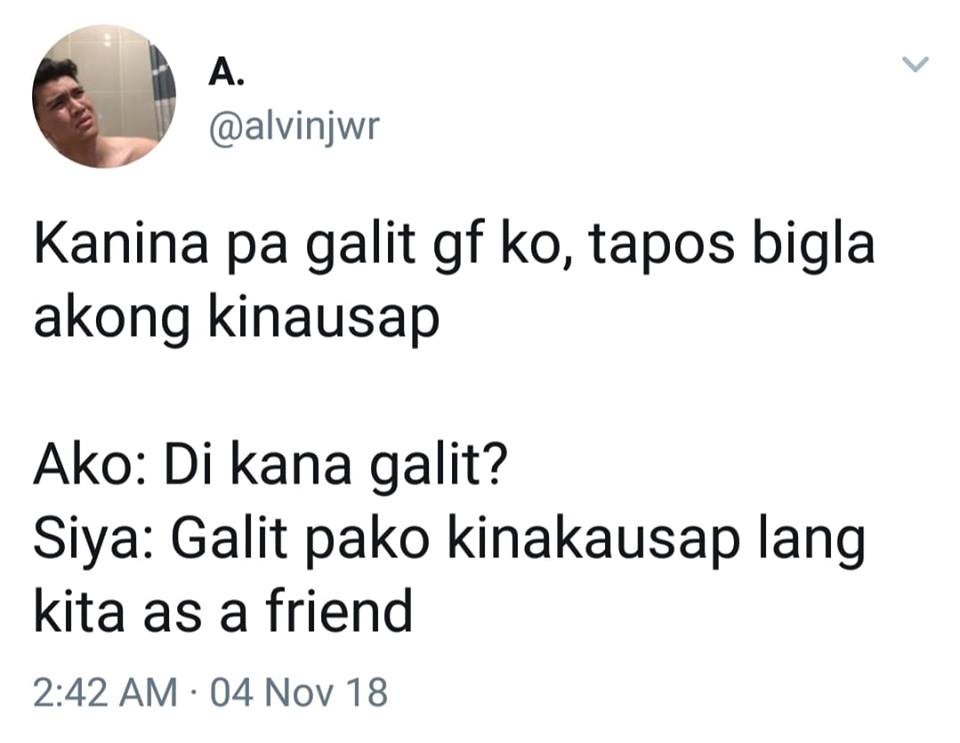 A.
@alvinjwr
Kanina pa galit gf ko, tapos bigla
akong kinausap
Ako: Di kana galit?
Siya: Galit pako kinakausap lang
kita as a friend
2:42 AM · 04 Nov 18